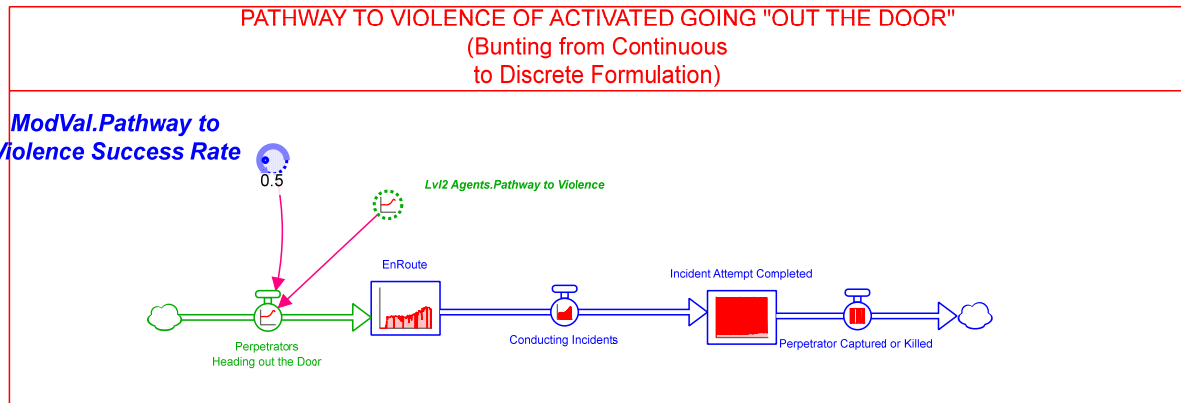 PATHWAY TO VIOLENCE OF ACTIVATED GOING "OUT THE DOOR"
(Bunting from Continuous
to Discrete Formulation)
ModVal.Pathway to
Violence Success Rate
0.5
Lvl2 Agents.Pathway to Violence
EnRoute
Incident Attempt Completed
Conducting Incidents
Perpetrator Captured or Killed
Perpetrators
Heading out the Door